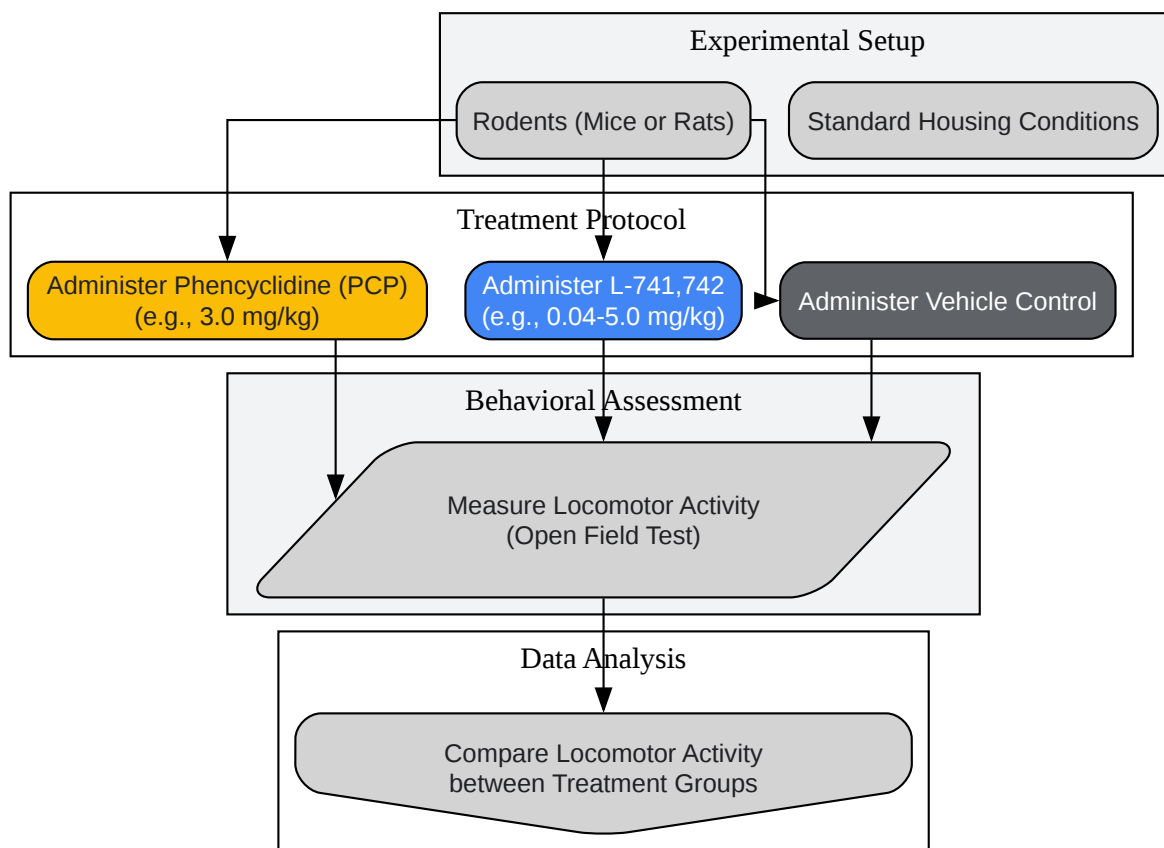 Experimental Setup
Rodents (Mice or Rats)
Standard Housing Conditions
Treatment Protocol
Administer Phencyclidine (PCP)
(e.g., 3.0 mg/kg)
Administer L-741,742
(e.g., 0.04-5.0 mg/kg)
Administer Vehicle Control
Behavioral Assessment
Measure Locomotor Activity
(Open Field Test)
Data Analysis
Compare Locomotor Activity
between Treatment Groups